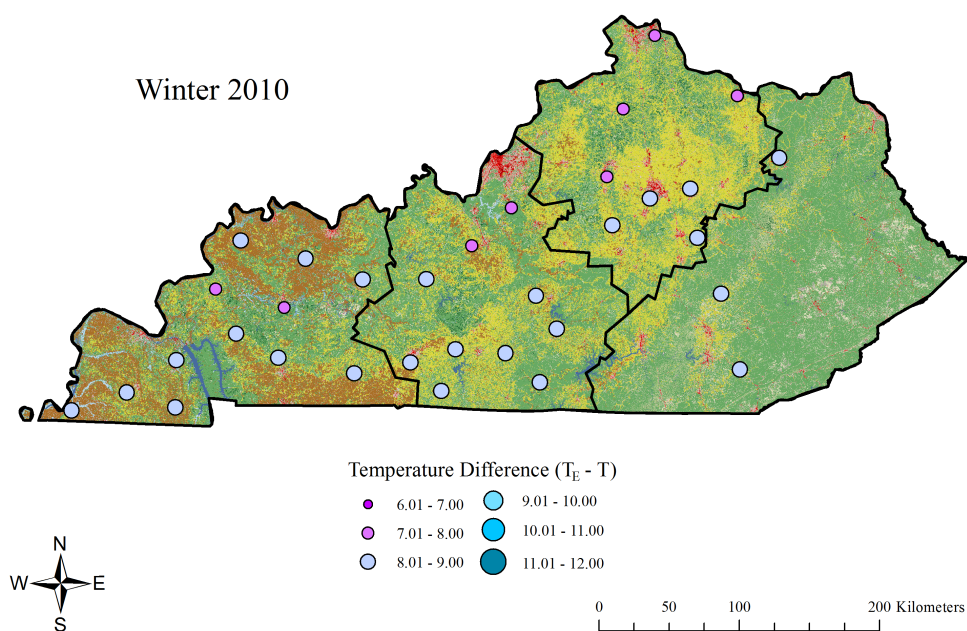 Winter 2010
Temperature Difference (TE - T)
6.01 - 7.00
7.01 - 8.00
8.01 - 9.00
9.01 - 10.00
10.01 - 11.00
11.01 - 12.00
N
W E
S
0 50 100 200 Kilometers